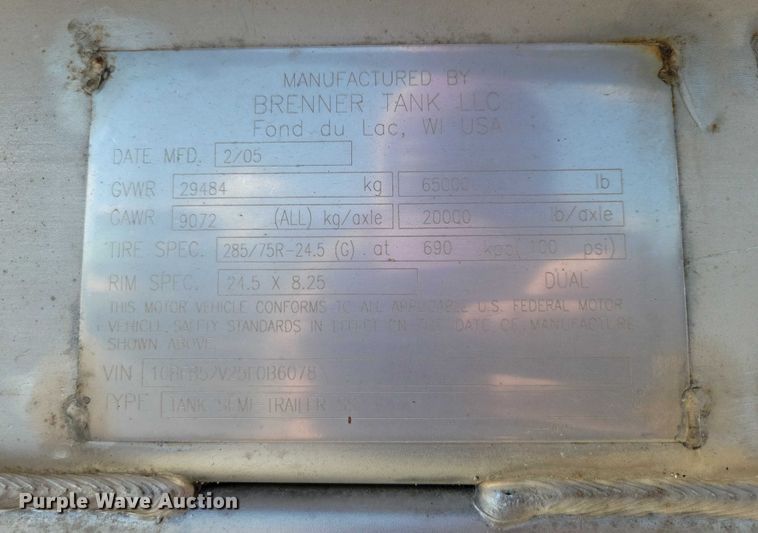 MANUFACTURED BY
BRENNER TANK LLC
Fond du Lac, WI USA
DATE MFD. 2/05
GVWR 29484 kg 65000 lb
GAWR 9072 (ALL) kg/axle 20000 lb/axle
TIRE SPEC. 285/75R-24.5 (G) at 690 kpa( 100 psi)
RIM SPEC. 24.5 X 8.25 DUAL
THIS MOTOR VEHICLE CONFORMS TO ALL APPLICABLE U.S. FEDERAL MOTOR
VEHICLE SAFETY STANDARDS IN EFFECT ON THE DATE OF MANUFACTURE
SHOWN ABOVE.
VIN
TYPE TANK SEMI-TRAILER
Purple Wave Auction